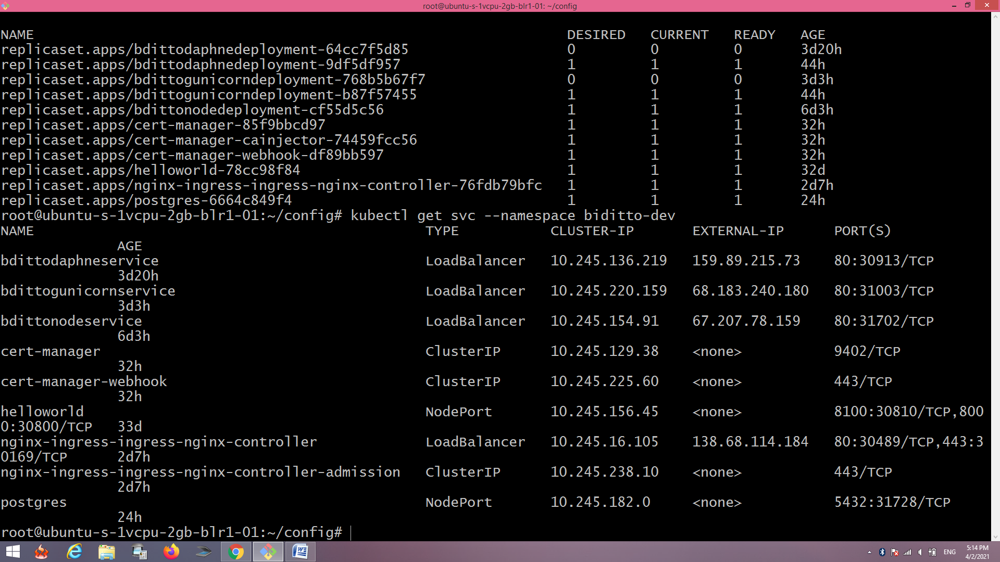 root@ubuntu-s-1vcpu-2gb-blr1-01: ~/config
NAME DESIRED CURRENT READY AGE
replicaset.apps/bdittodaphnedeployment-64cc7f5d85 0 0 0 3d20h
replicaset.apps/bdittodaphnedeployment-9df5df957 1 1 1 44h
replicaset.apps/bdittogunicorndeployment-768b5b67f7 0 0 0 3d3h
replicaset.apps/bdittogunicorndeployment-b87f57455 1 1 1 44h
replicaset.apps/bdittonodedeployment-cf55d5c56 1 1 1 6d3h
replicaset.apps/cert-manager-85f9bbcd97 1 1 1 32h
replicaset.apps/cert-manager-cainjector-74459fcc56 1 1 1 32h
replicaset.apps/cert-manager-webhook-df89bb597 1 1 1 32h
replicaset.apps/helloworld-78cc98f84 1 1 1 32d
replicaset.apps/nginx-ingress-ingress-nginx-controller-76fdb79bfc 1 1 1 2d7h
replicaset.apps/postgres-6664c849f4 1 1 1 24h
root@ubuntu-s-1vcpu-2gb-blr1-01:~/config# kubectl get svc --namespace biditto-dev
NAME TYPE CLUSTER-IP EXTERNAL-IP PORT(S)
AGE
bdittodaphneservice LoadBalancer 10.245.136.219 159.89.215.73 80:30913/TCP
3d20h
bdittogunicornservice LoadBalancer 10.245.220.159 68.183.240.180 80:31003/TCP
3d3h
bdittonodeservice LoadBalancer 10.245.154.91 67.207.78.159 80:31702/TCP
6d3h
cert-manager ClusterIP 10.245.129.38 <none> 9402/TCP
32h
cert-manager-webhook ClusterIP 10.245.225.60 <none> 443/TCP
32h
helloworld NodePort 10.245.156.45 <none> 8100:30810/TCP,800
0:30800/TCP 33d
nginx-ingress-ingress-nginx-controller LoadBalancer 10.245.16.105 138.68.114.184 80:30489/TCP,443:3
0169/TCP 2d7h
nginx-ingress-ingress-nginx-controller-admission ClusterIP 10.245.238.10 <none> 443/TCP
2d7h
postgres NodePort 10.245.182.0 <none> 5432:31728/TCP
24h
root@ubuntu-s-1vcpu-2gb-blr1-01:~/config#
ENG
5:14 PM
4/2/2021